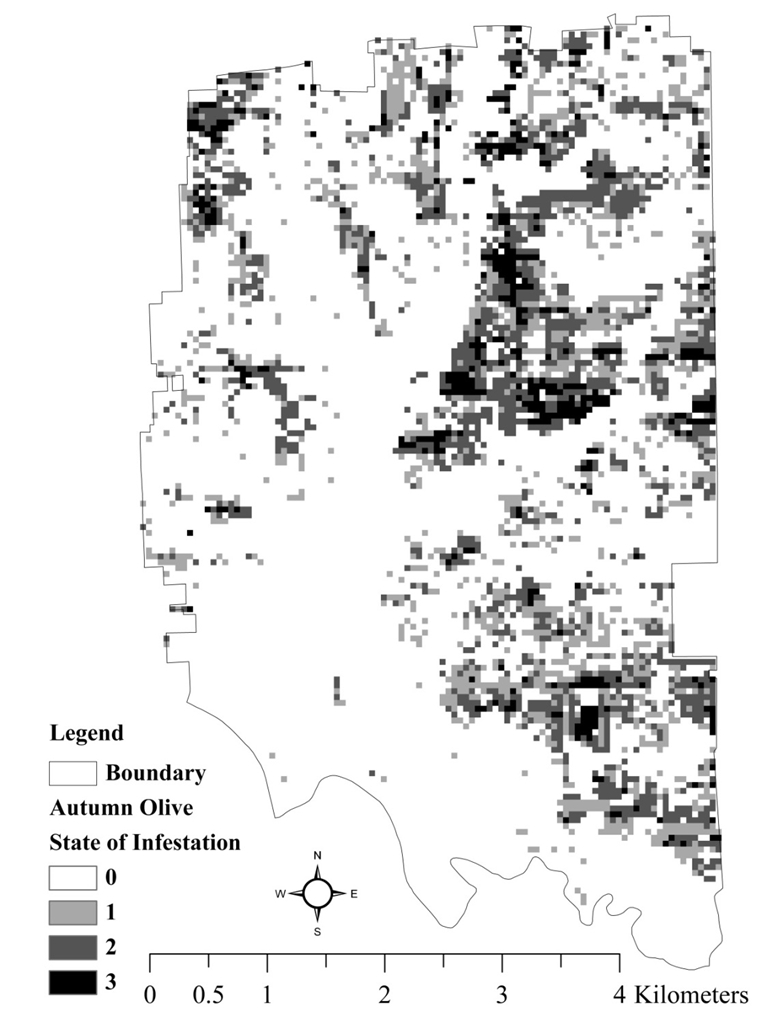 Legend
Boundary
Autumn Olive
State of Infestation
0
1
2
3
N
W E
S
0 0.5 1 2 3 4 Kilometers